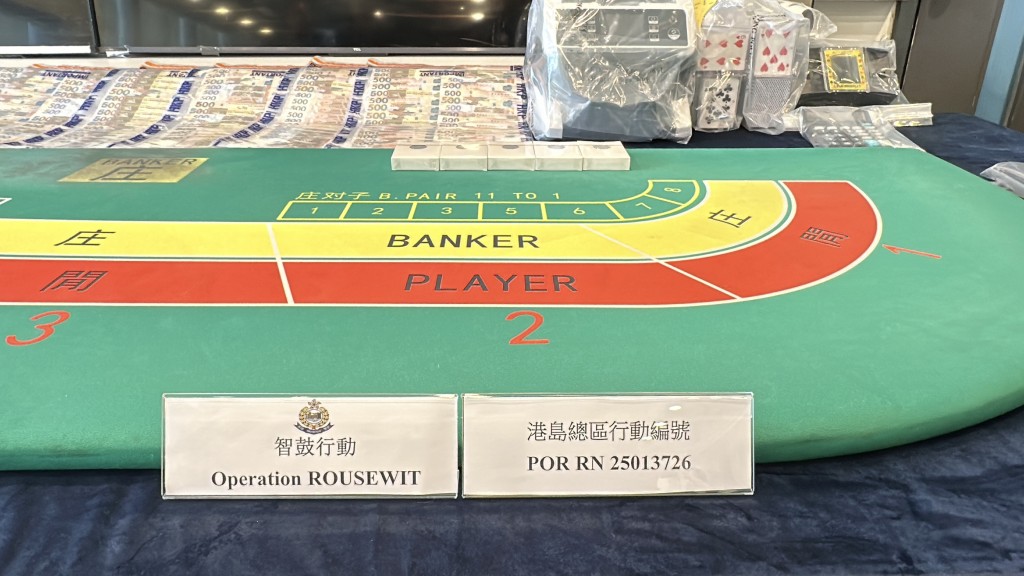 IMPORTANT
500
BANKER
庄
庄对子 B.PAIR 11 TO 1
1 2 3 5 6 7 8
庄 BANKER 庄
閒 PLAYER 閒
3 2 1
智鼓行動
Operation ROUSEWIT
港島總區行動編號
POR RN 25013726